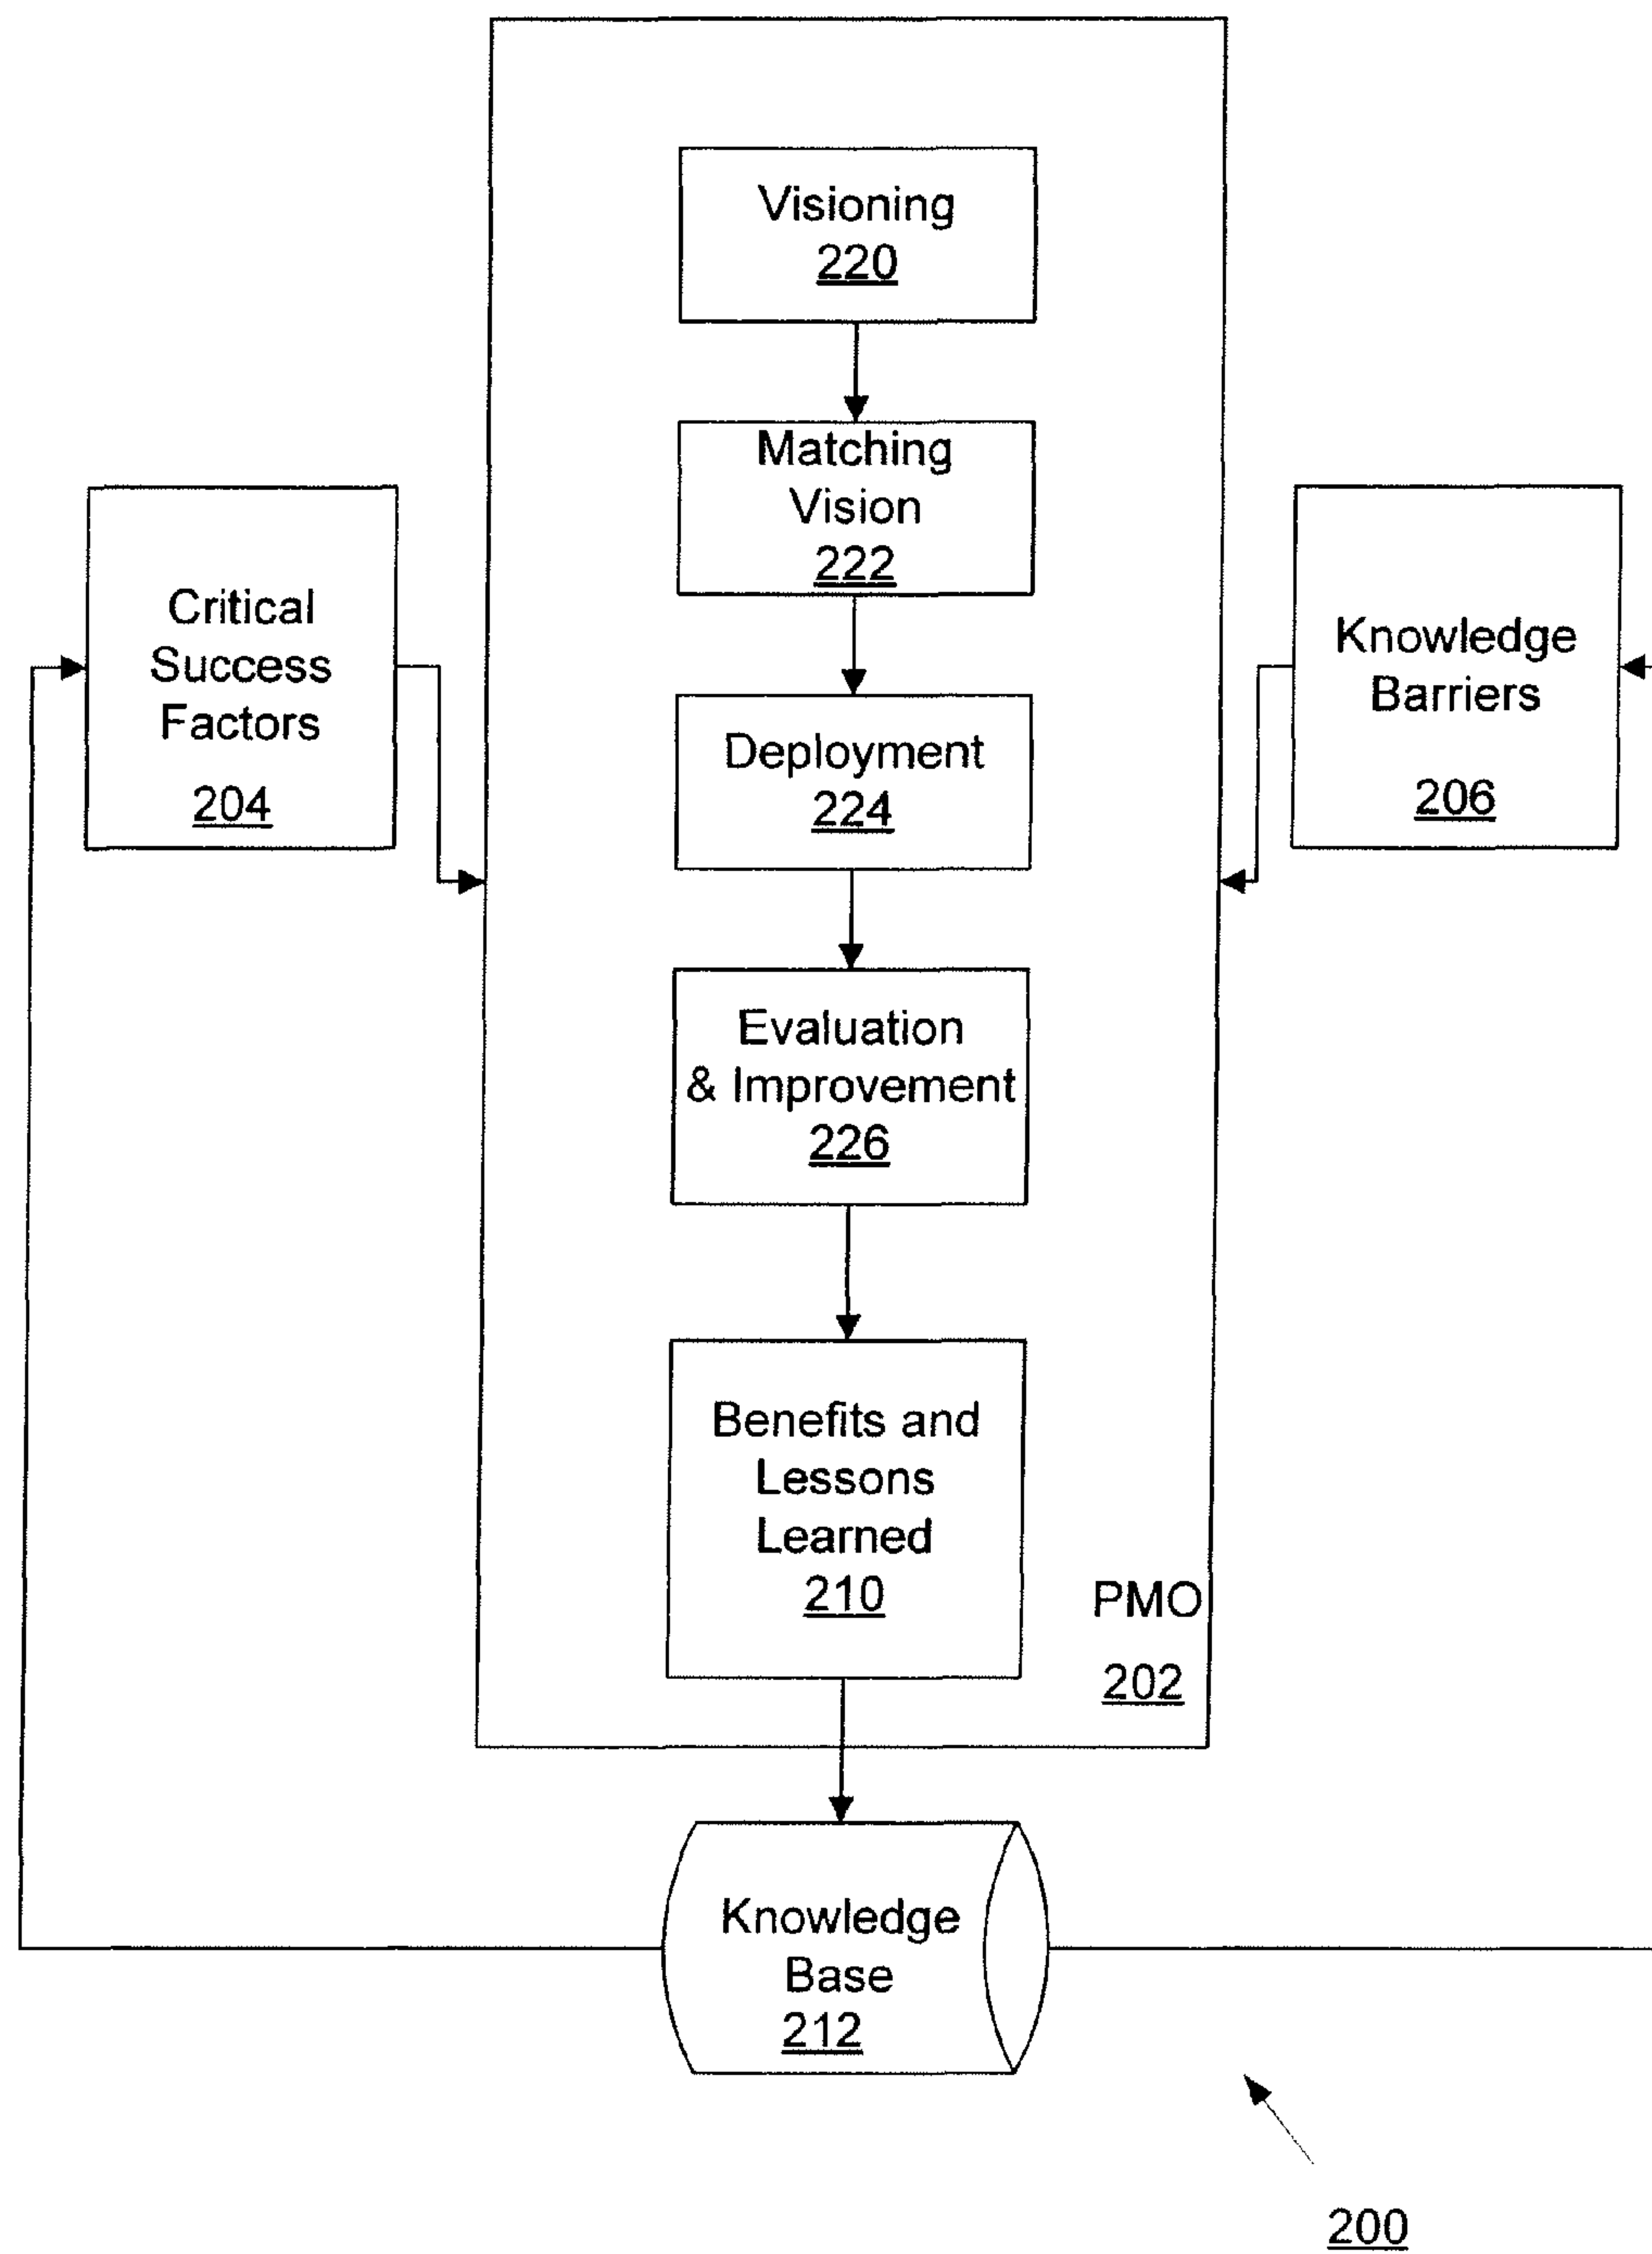 Visioning
220
Matching
Vision
222
Critical
Success
Factors
204
Knowledge
Barriers
206
Deployment
224
Evaluation
& Improvement
226
Benefits and
Lessons
Learned
210
PMO
202
Knowledge
Base
212
200